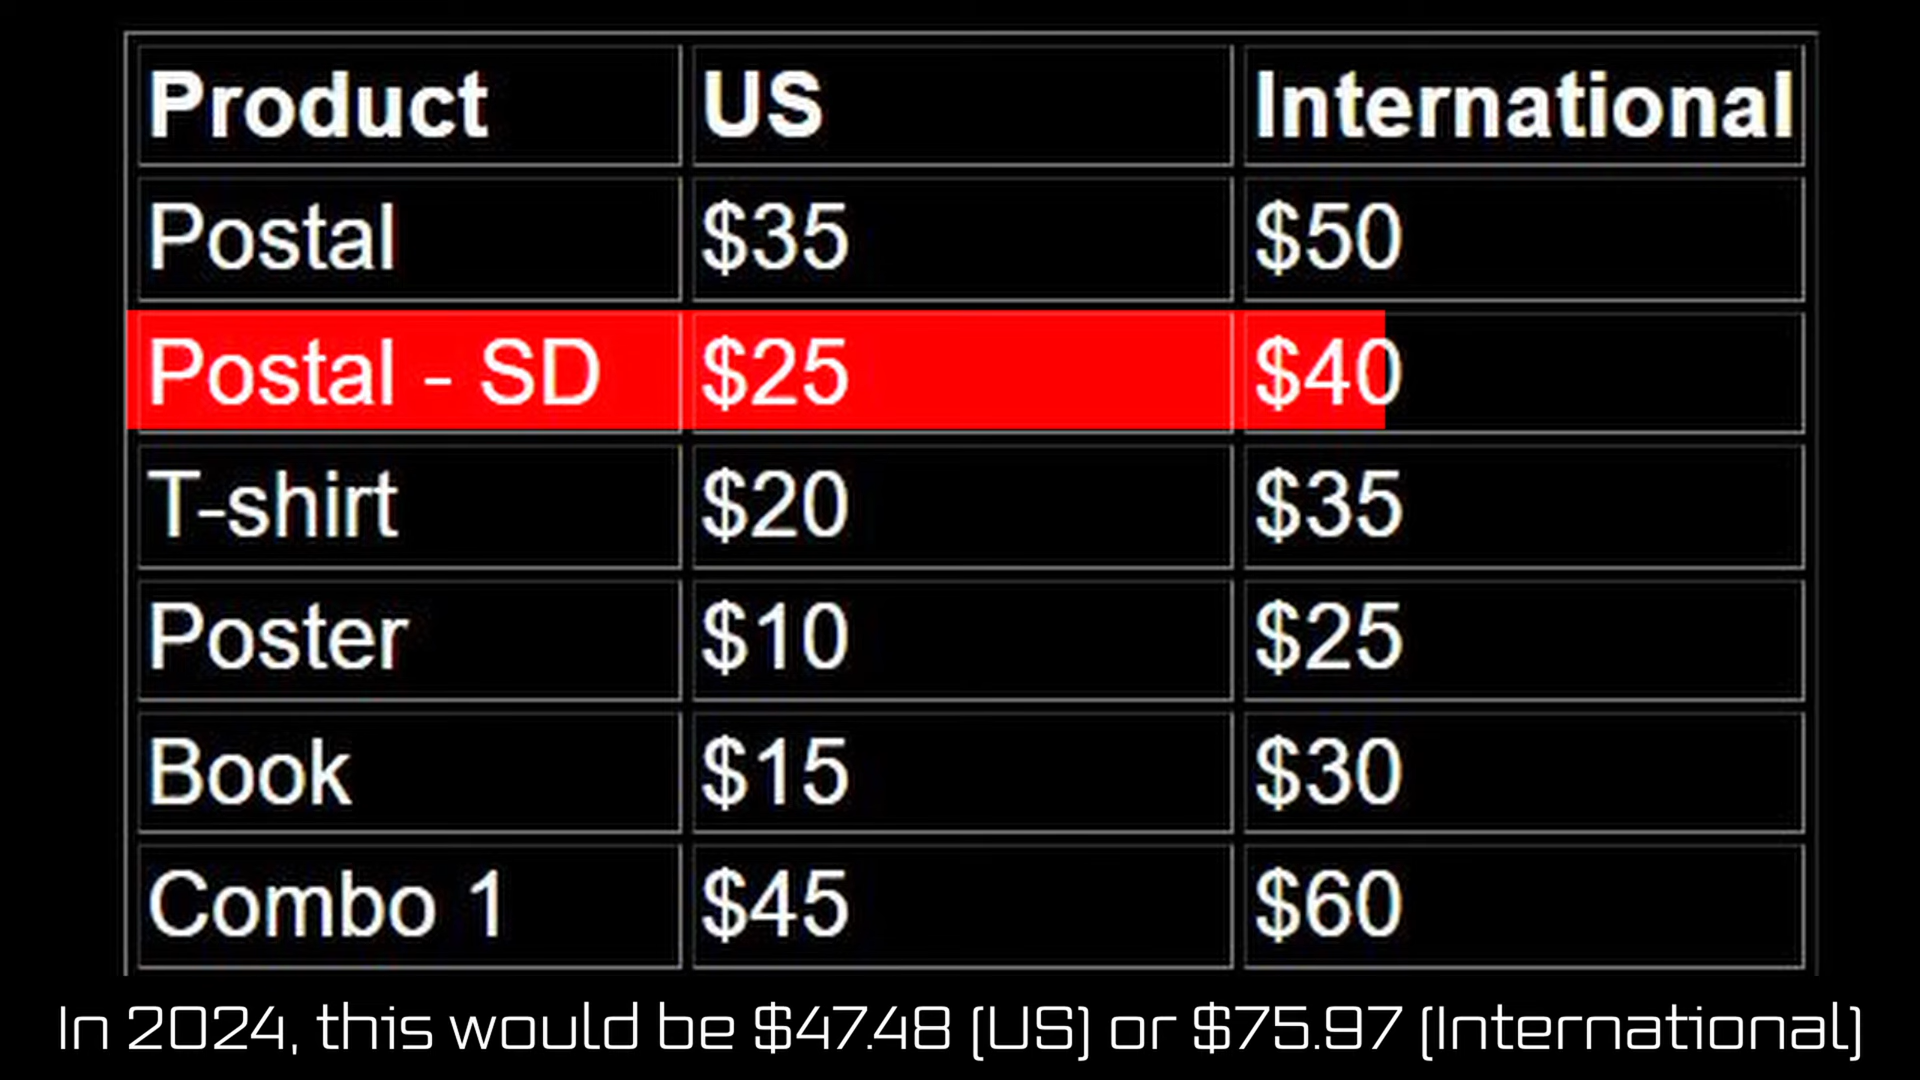 Product US International
Postal $35 $50
Postal - SD $25 $40
T-shirt $20 $35
Poster $10 $25
Book $15 $30
Combo 1 $45 $60
In 2024, this would be $47.48 (US) or $75.97 (International)